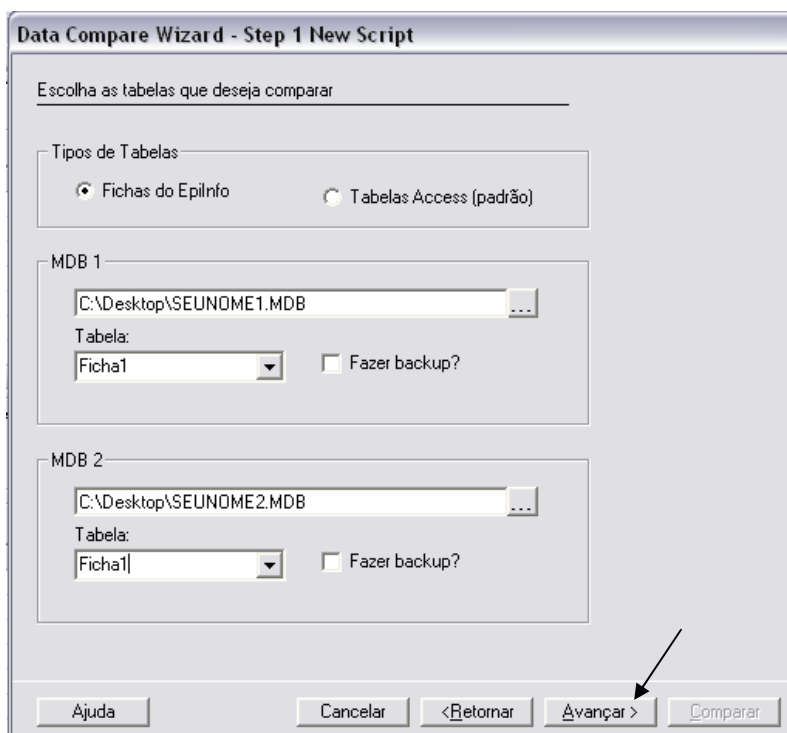 Data Compare Wizard - Step 1 New Script
Escolha as tabelas que deseja comparar
Tipos de Tabelas
Fichas do EpiInfo
Tabelas Access (padrão)
MDB 1
C:\Desktop\SEUNOME1.MDB
...
Tabela:
Ficha1
Fazer backup?
MDB 2
C:\Desktop\SEUNOME2.MDB
...
Tabela:
Ficha1
Fazer backup?
Ajuda
Cancelar
<Retornar
Avançar >
Comparar